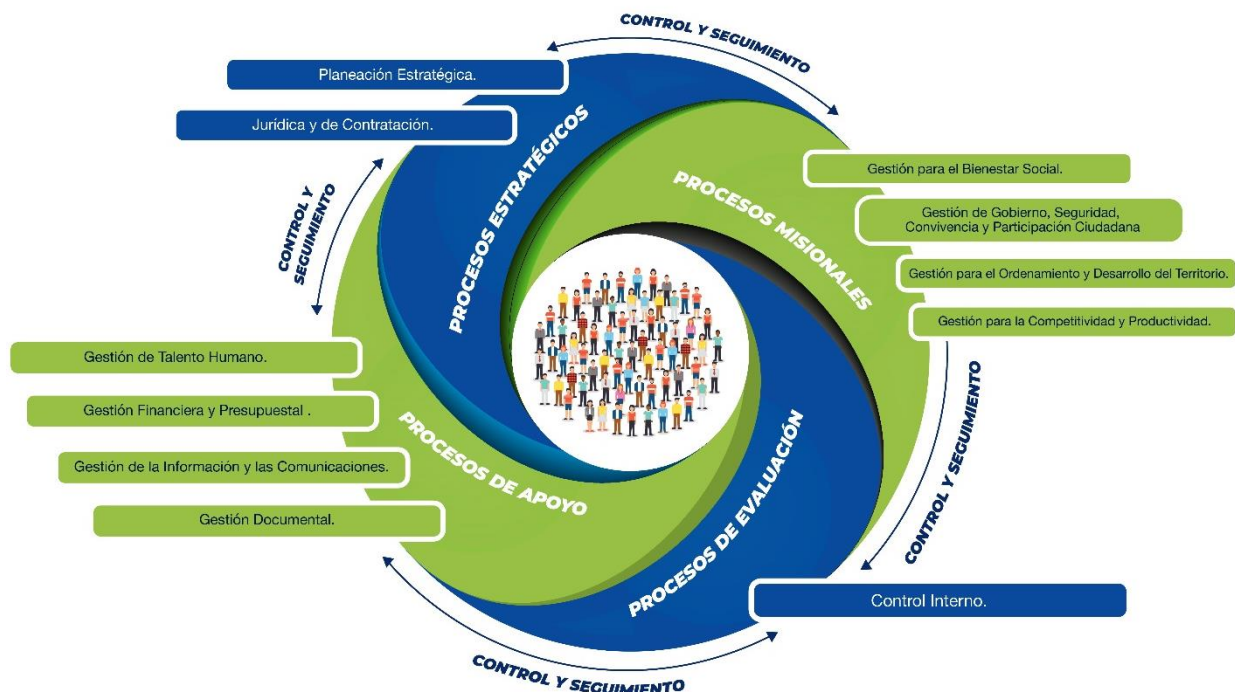 CONTROL Y SEGUIMIENTO
Planeación Estratégica.
Jurídica y de Contratación.
PROCESOS ESTRATÉGICOS
PROCESOS MISIONALES
Gestión para el Bienestar Social.
Gestión de Gobierno, Seguridad,
Convivencia y Participación Ciudadana
Gestión para el Ordenamiento y Desarrollo del Territorio.
Gestión para la Competitividad y Productividad.
CONTROL Y
SEGUIMIENTO
Gestión de Talento Humano.
Gestión Financiera y Presupuestal .
Gestión de la Información y las Comunicaciones.
Gestión Documental.
PROCESOS DE APOYO
PROCESOS DE EVALUACIÓN
CONTROL Y SEGUIMIENTO
Control Interno.
CONTROL Y SEGUIMIENTO